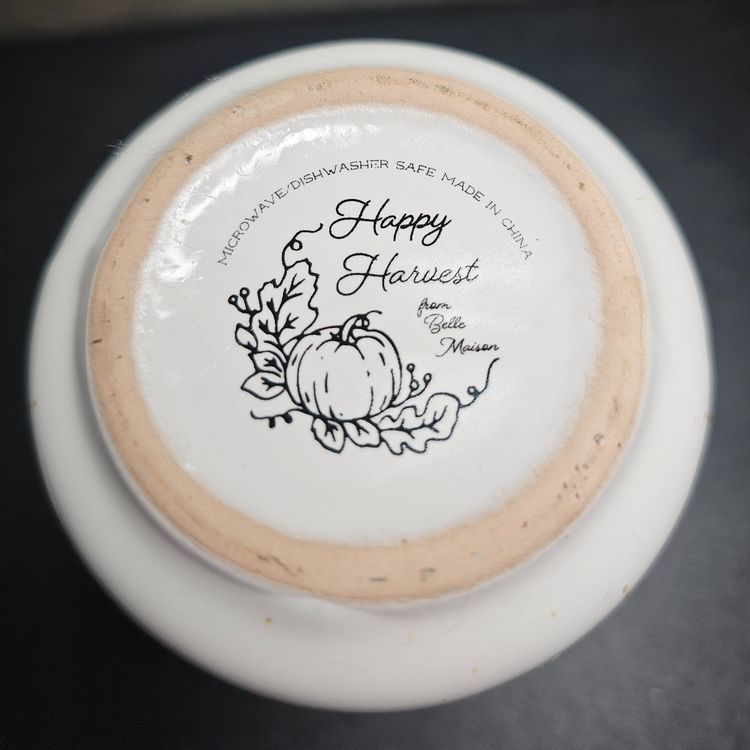 MICROWAVE/DISHWASHER SAFE MADE IN CHINA
Happy
Harvest
from
Belle
Maison